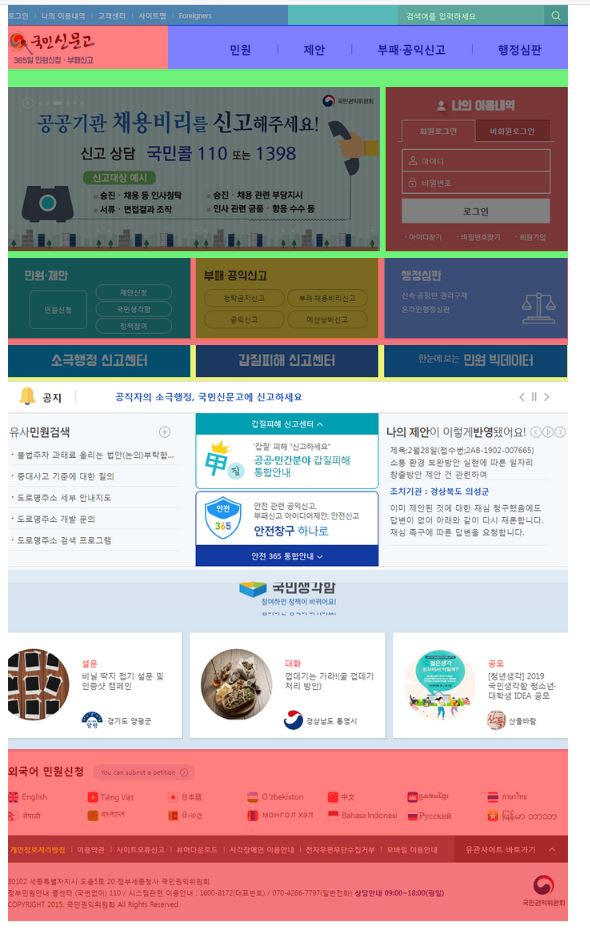 로그인 | 나의 이용내역 | 고객센터 | 사이트맵 | Foreigners
검색어를 입력하세요
국민신문고
365일 민원신청·부패신고
민원 | 제안 | 부패·공익신고 | 행정심판
국민권익위원회
공공기관 채용비리를 신고해주세요!
신고 상담 국민콜 110 또는 1398
신고대상 예시
승진·채용 등 인사청탁
승진·채용 관련 부당지시
서류·면접결과 조작
인사 관련 금품·향응 수수 등
나의 이용내역
회원로그인
비회원로그인
아이디
비밀번호
로그인
· 아이디찾기 · 비밀번호찾기 · 회원가입
민원·제안
민원신청
제안신청
국민생각함
정책참여
부패·공익신고
청탁금지신고
부패·채용비리신고
공익신고
예산낭비신고
행정심판
신속·공정한 권리구제
온라인행정심판
소극행정 신고센터
갑질피해 신고센터
한눈에 보는 민원 빅데이터
공지
공직자의 소극행정, 국민신문고에 신고하세요
유사민원검색
· 불법주차 과태료 올리는 법안(논의)부탁함...
· 중대사고 기준에 대한 질의
· 도로명주소 세부 안내지도
· 도로명주소 개발 문의
· 도로명주소 검색 프로그램
갑질피해 신고센터
甲질
'갑질' 피해 "신고하세요"
공공·민간분야 갑질피해
통합안내
안전
365
안전 관련 공익신고,
부패신고 아이디어제안, 안전신고
안전창구 하나로
안전 365 통합안내
나의 제안이 이렇게반영됐어요!
제목:2월28일(접수번:2AB-1902-007665)
소통 환경 보완방안 실현에 따른 일자리
창출방안 제안 건 관련하여
조치기관 : 경상북도 의성군
이미 제안된 것에 대한 재심 청구했음에도
답변이 없어 아래와 같이 다시 재론합니다.
재심 족구에 따른 답변을 요청합니다.
국민생각함
참여하면 정책이 바뀌어요!
설문
비닐 딱지 접기 설문 및
인증샷 캠페인
경기도 양평군
대화
껍데기는 가라!(굴 껍데기
처리 방안)
경상남도 통영시
공모
[청년생각] 2019
국민생각함 청소년·
대학생 IDEA 공모
산들바람
외국어 민원신청
You can submit a petition
English
Tiếng Việt
日本語
O'zbekiston
中文
ភាសាខ្មែរ
ภาษาไทย
नेपाली
বাংলাদেশ
සිංහල
МОНГОЛ ХЭЛ
Bahasa Indonesi
Русский
မြန်မာ ဘာသာ
개인정보처리방침 | 이용약관 | 사이트오류신고 | 뷰어다운로드 | 시각장애인 이용안내 | 전자우편무단수집거부 | 모바일 이용안내
유관사이트 바로가기
30102 세종특별자치시 도움5로 20 정부세종청사 국민권익위원회
정부민원안내 콜센터 (국번없이) 110 / 시스템관련 이용안내 : 1600-8172(대표번호) / 070-4266-7797(일반전화) 상담안내 09:00~18:00(평일)
COPYRIGHT 2015. 국민권익위원회 All Rights Reserved.
국민권익위원회